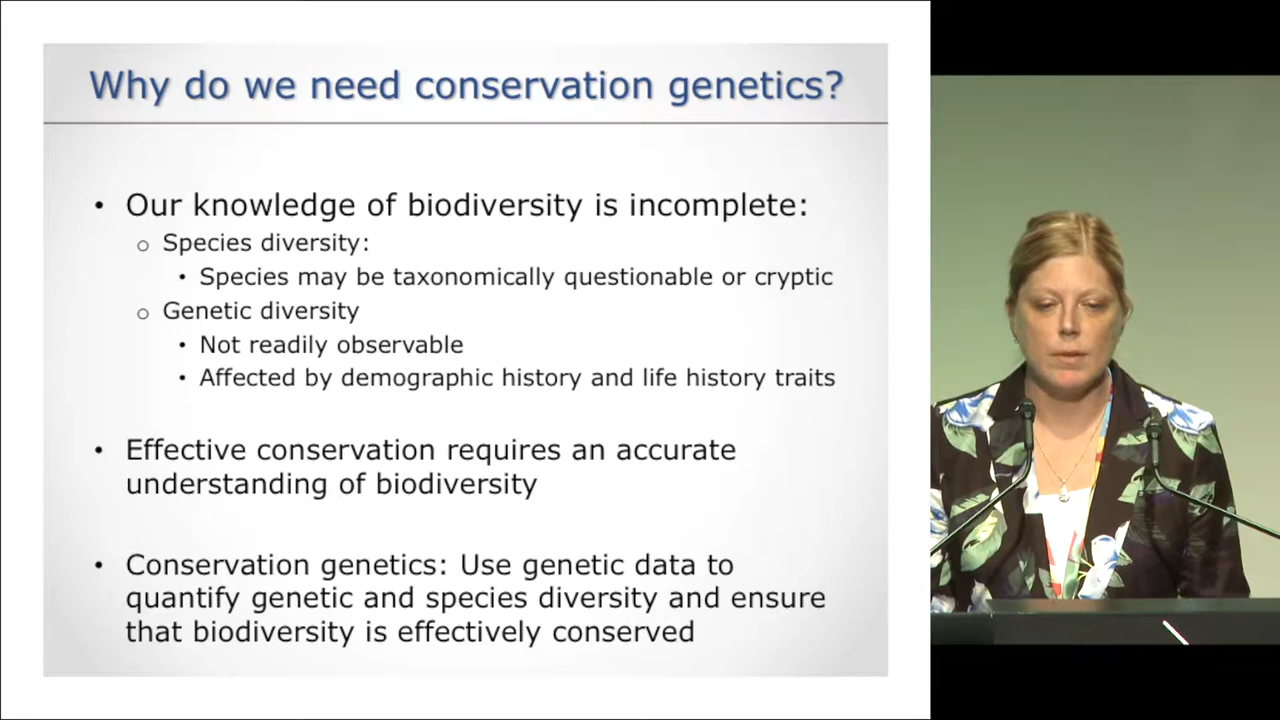 Why do we need conservation genetics?
• Our knowledge of biodiversity is incomplete:
o Species diversity:
• Species may be taxonomically questionable or cryptic
o Genetic diversity
• Not readily observable
• Affected by demographic history and life history traits
• Effective conservation requires an accurate
understanding of biodiversity
• Conservation genetics: Use genetic data to
quantify genetic and species diversity and ensure
that biodiversity is effectively conserved